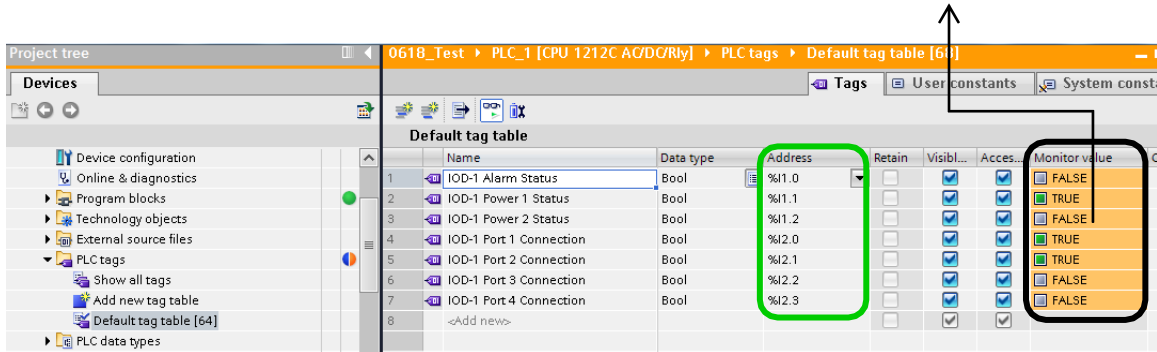 Project tree
0618_Test ▸ PLC_1 [CPU 1212C AC/DC/Rly] ▸ PLC tags ▸ Default tag table
Devices
Tags User constants System const
Default tag table
Name Data type Address Retain Visibl... Acces... Monitor value
1 IOD-1 Alarm Status Bool %I1.0 FALSE
2 IOD-1 Power 1 Status Bool %I1.1 TRUE
3 IOD-1 Power 2 Status Bool %I1.2 FALSE
4 IOD-1 Port 1 Connection Bool %I2.0 TRUE
5 IOD-1 Port 2 Connection Bool %I2.1 TRUE
6 IOD-1 Port 3 Connection Bool %I2.2 FALSE
7 IOD-1 Port 4 Connection Bool %I2.3 FALSE
8 <Add new>
Device configuration
Online & diagnostics
Program blocks
Technology objects
External source files
PLC tags
Show all tags
Add new tag table
Default tag table [64]
PLC data types